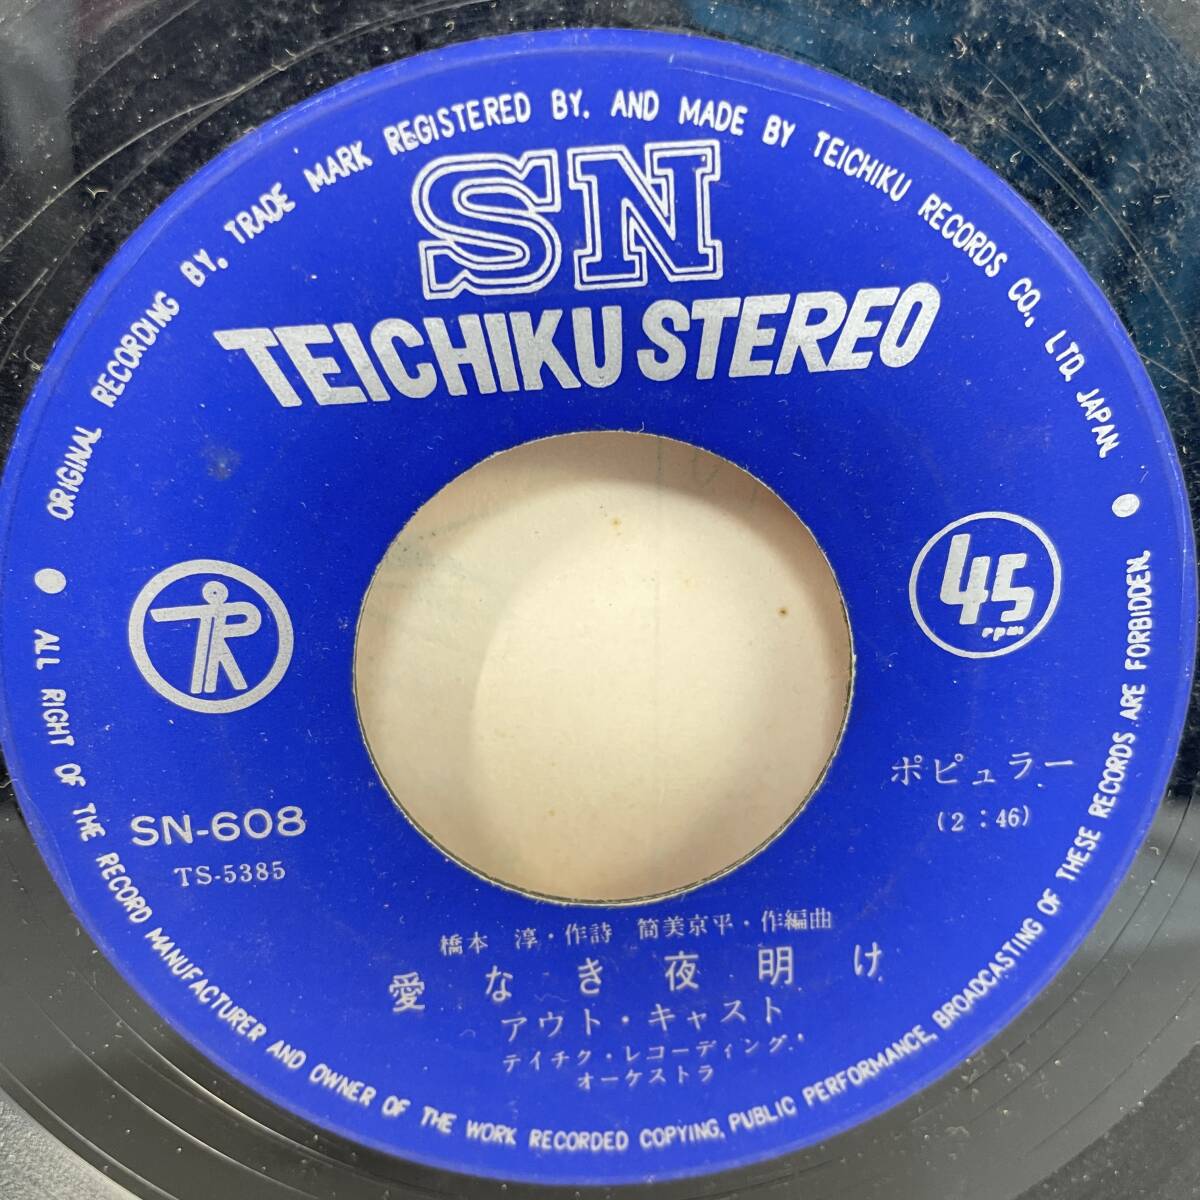 ORIGINAL RECORDING BY. TRADE MARK REGISTERED BY. AND MADE BY TEICHIKU RECORDS CO., LTD. JAPAN
SN
TEICHIKU STEREO
TR
45
rpm
SN-608
TS-5385
ポピュラー
(2:46)
橋本 淳・作詩 筒美京平・作編曲
愛なき夜明け
アウト・キャスト
テイチク・レコーディング・
オーケストラ
ALL RIGHT OF THE RECORD MANUFACTURER AND OWNER OF THE WORK RECORDED COPYING, PUBLIC PERFORMANCE, BROADCASTING OF THESE RECORDS ARE FORBIDDEN.